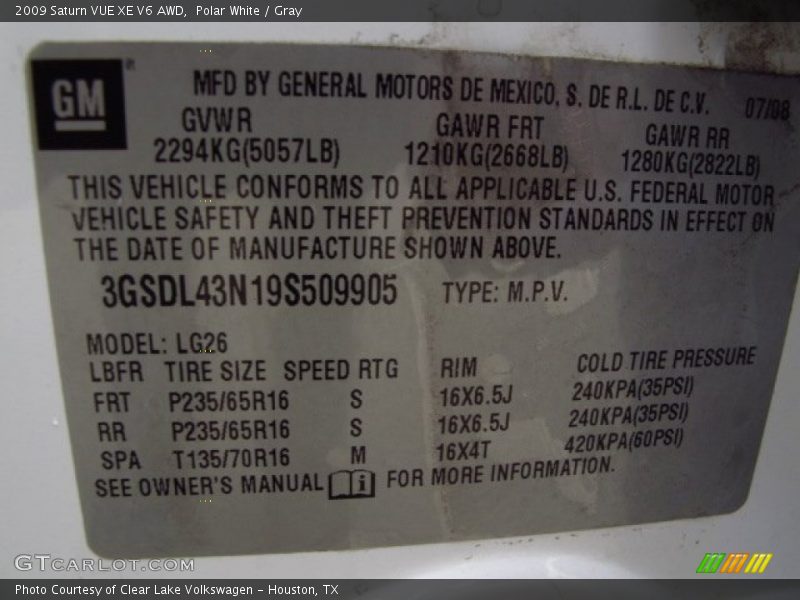 2009 Saturn VUE XE V6 AWD, Polar White / Gray
GM
MFD BY GENERAL MOTORS DE MEXICO, S. DE R.L. DE C.V. 07/08
GVWR GAWR FRT GAWR RR
2294KG(5057LB) 1210KG(2668LB) 1280KG(2822LB)
THIS VEHICLE CONFORMS TO ALL APPLICABLE U.S. FEDERAL MOTOR
VEHICLE SAFETY AND THEFT PREVENTION STANDARDS IN EFFECT ON
THE DATE OF MANUFACTURE SHOWN ABOVE.
3GSDL43N19S509905 TYPE: M.P.V.
MODEL: LG26
LBFR TIRE SIZE SPEED RTG RIM COLD TIRE PRESSURE
FRT P235/65R16 S 16X6.5J 240KPA(35PSI)
RR P235/65R16 S 16X6.5J 240KPA(35PSI)
SPA T135/70R16 M 16X4T 420KPA(60PSI)
SEE OWNER'S MANUAL i FOR MORE INFORMATION.
GTCARLOT.COM
Photo Courtesy of Clear Lake Volkswagen - Houston, TX